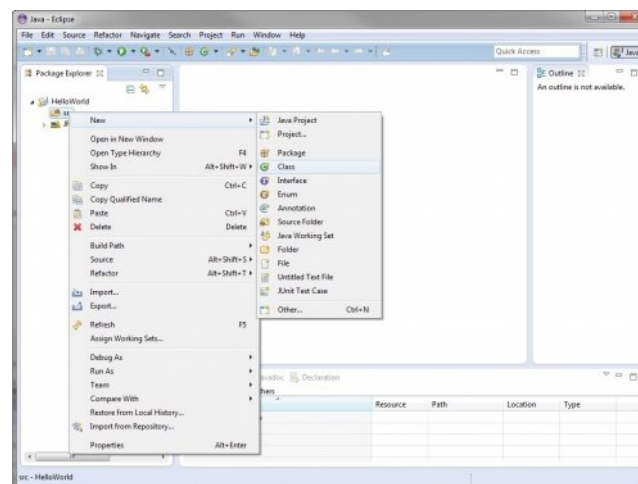 Java - Eclipse
File Edit Source Refactor Navigate Search Project Run Window Help
Quick Access
Java
Package Explorer
Outline
An outline is not available.
HelloWorld
New
Open in New Window
Open Type Hierarchy F4
Show In Alt+Shift+W
Copy Ctrl+C
Copy Qualified Name
Paste Ctrl+V
Delete Delete
Build Path
Source Alt+Shift+S
Refactor Alt+Shift+T
Import...
Export...
Refresh F5
Assign Working Sets...
Debug As
Run As
Team
Compare With
Restore from Local History...
Import from Repository...
Properties Alt+Enter
Java Project
Project...
Package
Class
Interface
Enum
Annotation
Source Folder
Java Working Set
Folder
File
Untitled Text File
JUnit Test Case
Other... Ctrl+N
Declaration
Resource Path Location Type
src - HelloWorld